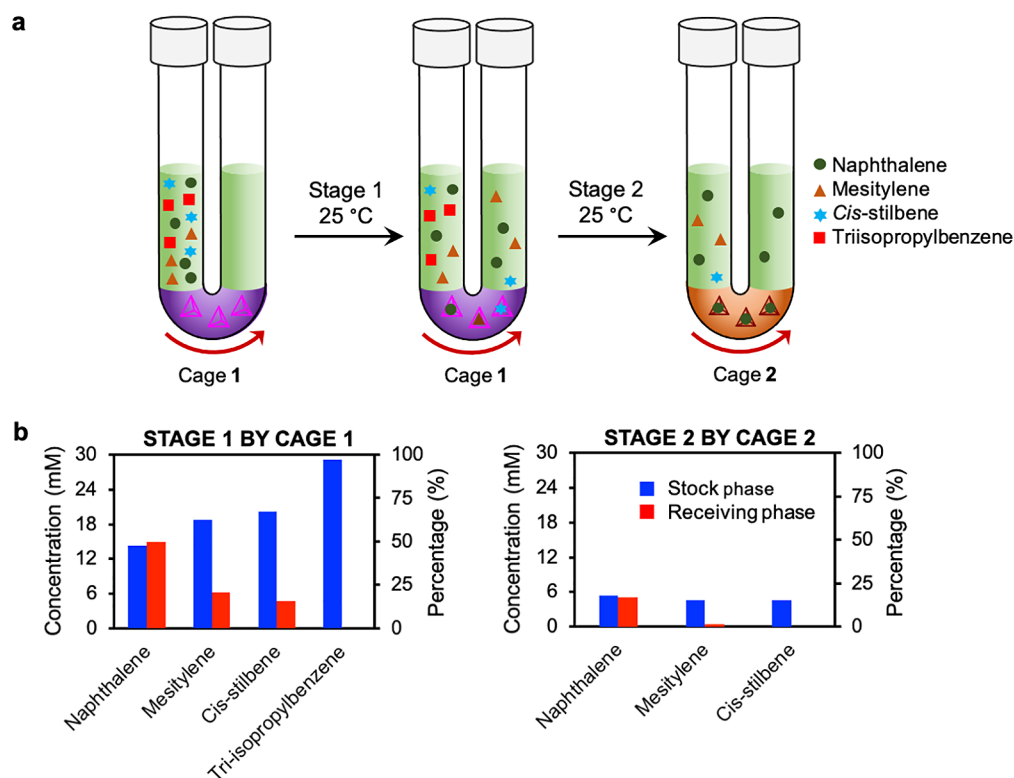 a
Stage 1
25 °C
Stage 2
25 °C
Naphthalene
Mesitylene
Cis-stilbene
Triisopropylbenzene
Cage 1
Cage 1
Cage 2
b
STAGE 1 BY CAGE 1
Concentration (mM)
30
24
18
12
6
0
100
75
50
25
0
Percentage (%)
Naphthalene
Mesitylene
Cis-stilbene
Tri-isopropylbenzene
STAGE 2 BY CAGE 2
Concentration (mM)
30
24
18
12
6
0
Stock phase
Receiving phase
100
75
50
25
0
Percentage (%)
Naphthalene
Mesitylene
Cis-stilbene